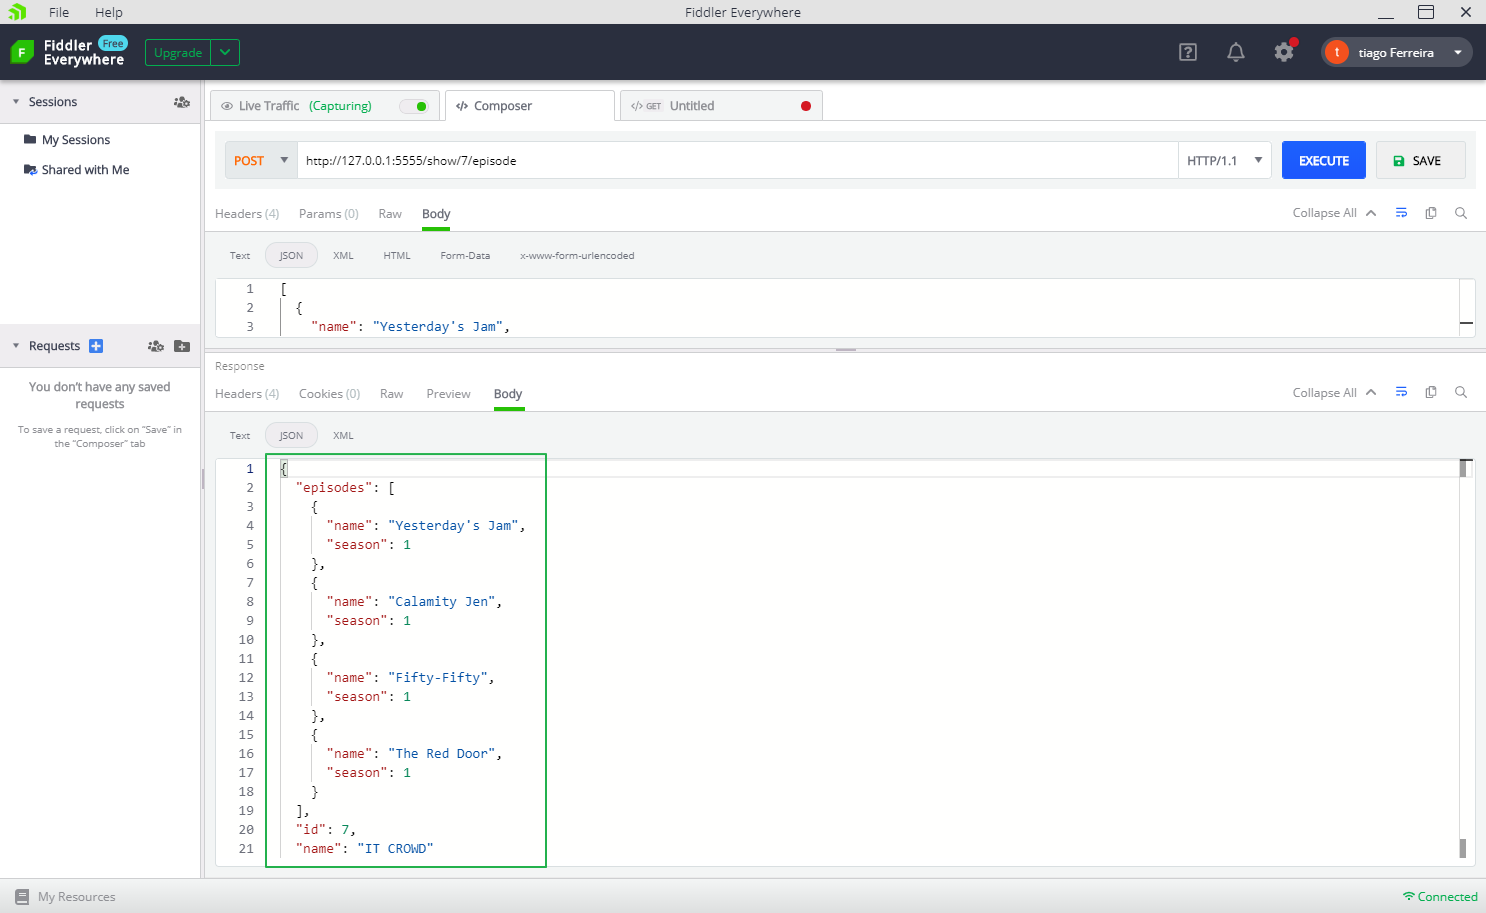 File Help Fiddler Everywhere
Fiddler Free
Everywhere
Upgrade
tiago Ferreira
Sessions
My Sessions
Shared with Me
Requests
You don't have any saved
requests
To save a request, click on "Save" in
the "Composer" tab
Live Traffic (Capturing)
Composer
GET Untitled
POST http://127.0.0.1:5555/show/7/episode HTTP/1.1 EXECUTE SAVE
Headers (4) Params (0) Raw Body Collapse All
Text JSON XML HTML Form-Data x-www-form-urlencoded
1 [
2 {
3 "name": "Yesterday's Jam",
Response
Headers (4) Cookies (0) Raw Preview Body Collapse All
Text JSON XML
1 {
2 "episodes": [
3 {
4 "name": "Yesterday's Jam",
5 "season": 1
6 },
7 {
8 "name": "Calamity Jen",
9 "season": 1
10 },
11 {
12 "name": "Fifty-Fifty",
13 "season": 1
14 },
15 {
16 "name": "The Red Door",
17 "season": 1
18 }
19 ],
20 "id": 7,
21 "name": "IT CROWD"
My Resources
Connected